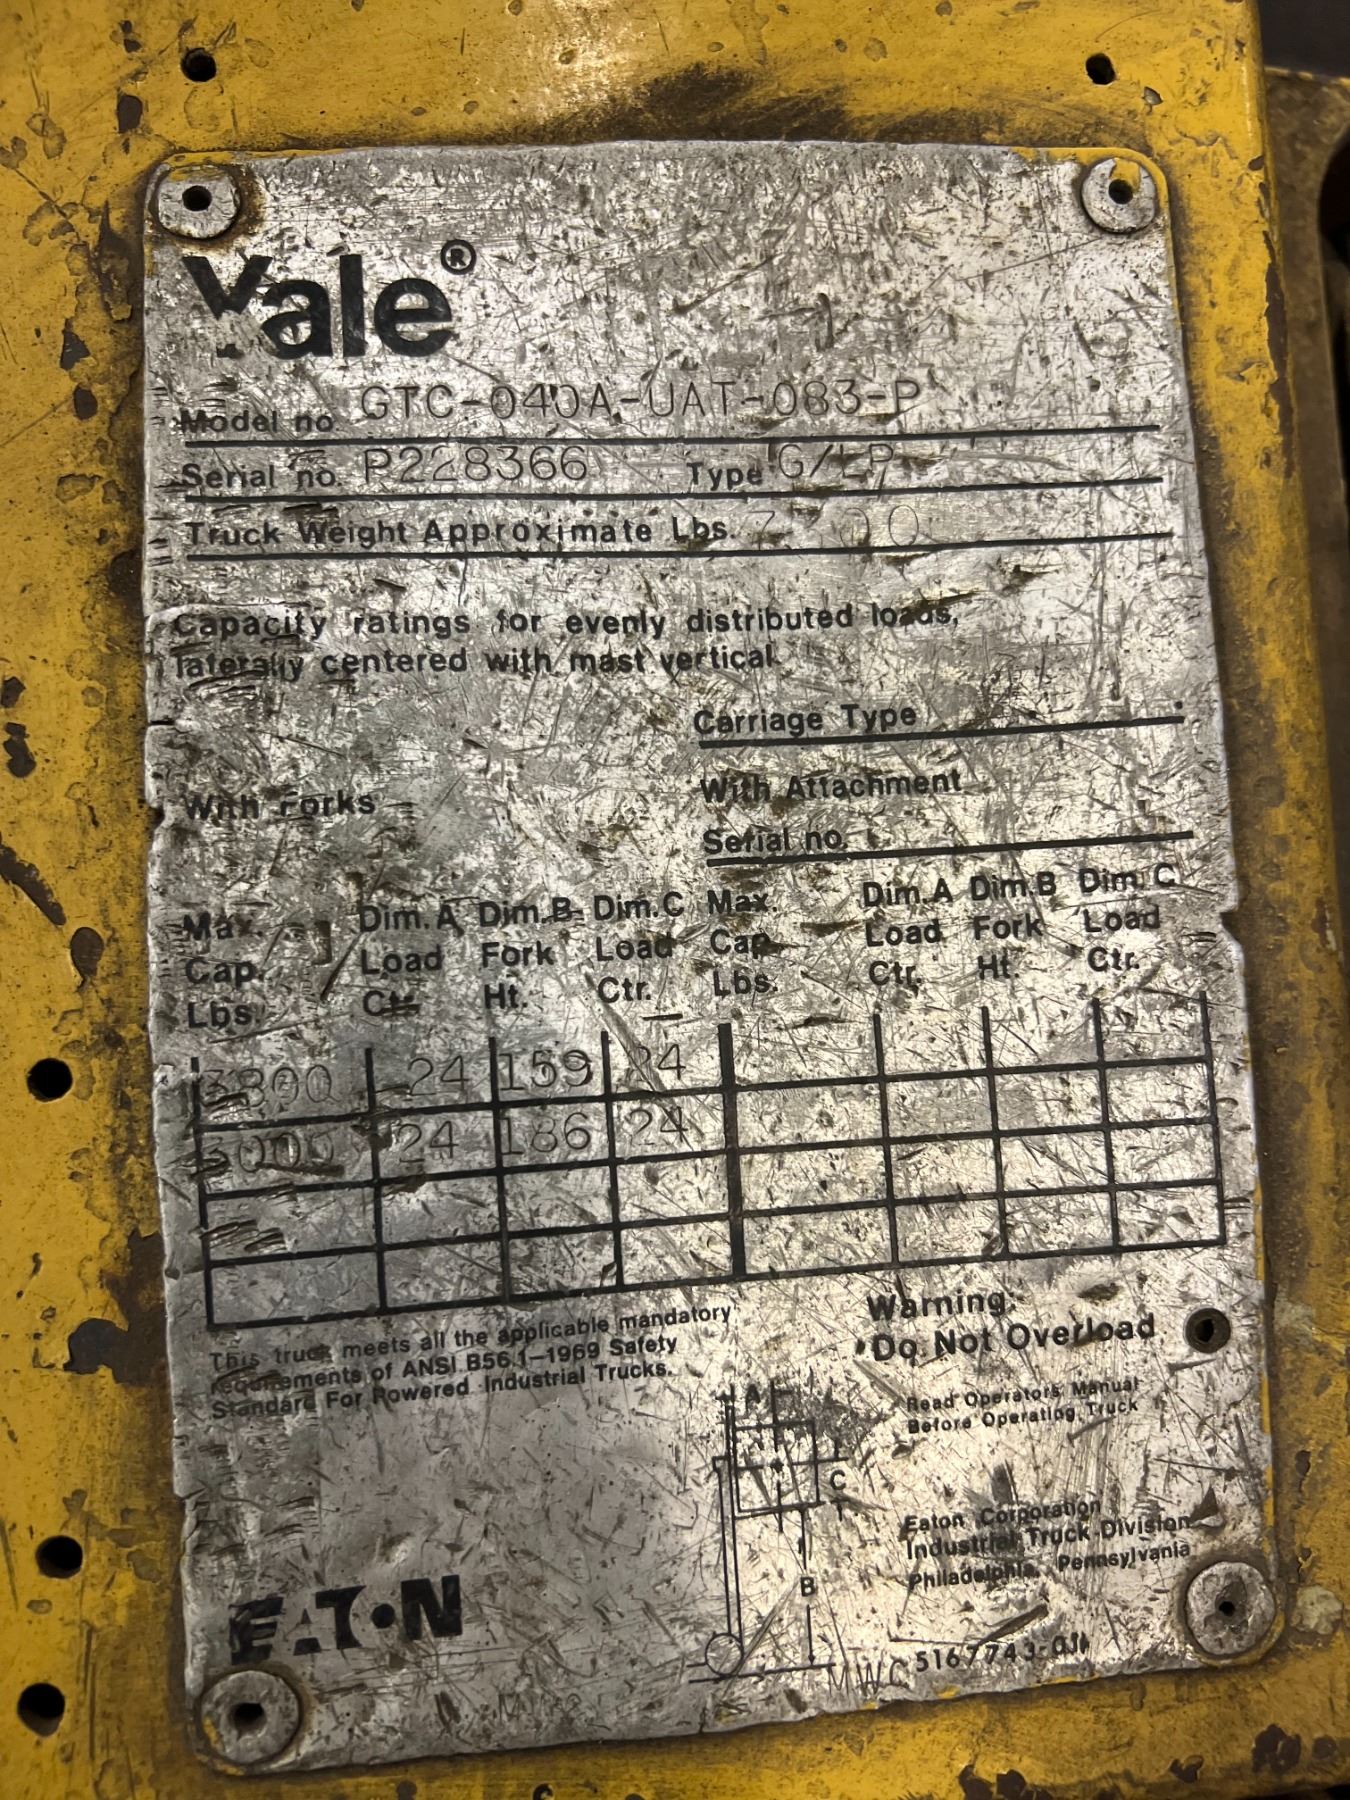 Yale®
Model no. GTC-040A-UAT-083-P
Serial no. P228366 Type G/LP
Truck Weight Approximate Lbs.
Capacity ratings for evenly distributed loads,
laterally centered with mast vertical.
Carriage Type
With Forks
With Attachment
Serial no.
Max. Dim. A Dim. B Dim. C Max. Dim. A Dim. B Dim. C
Cap. Load Fork Load Cap. Load Fork Load
Lbs. Ctr. Ht. Ctr. Lbs. Ctr. Ht. Ctr.
3800 24 159 24
3000 24 186 24
This truck meets all the applicable mandatory
requirements of ANSI B56.1-1969 Safety
Standard For Powered Industrial Trucks.
Warning:
Do Not Overload
Read Operators Manual
Before Operating Truck
A
C
B
Eaton Corporation
Industrial Truck Division
Philadelphia, Pennsylvania
EATON
MWC 5167743-01